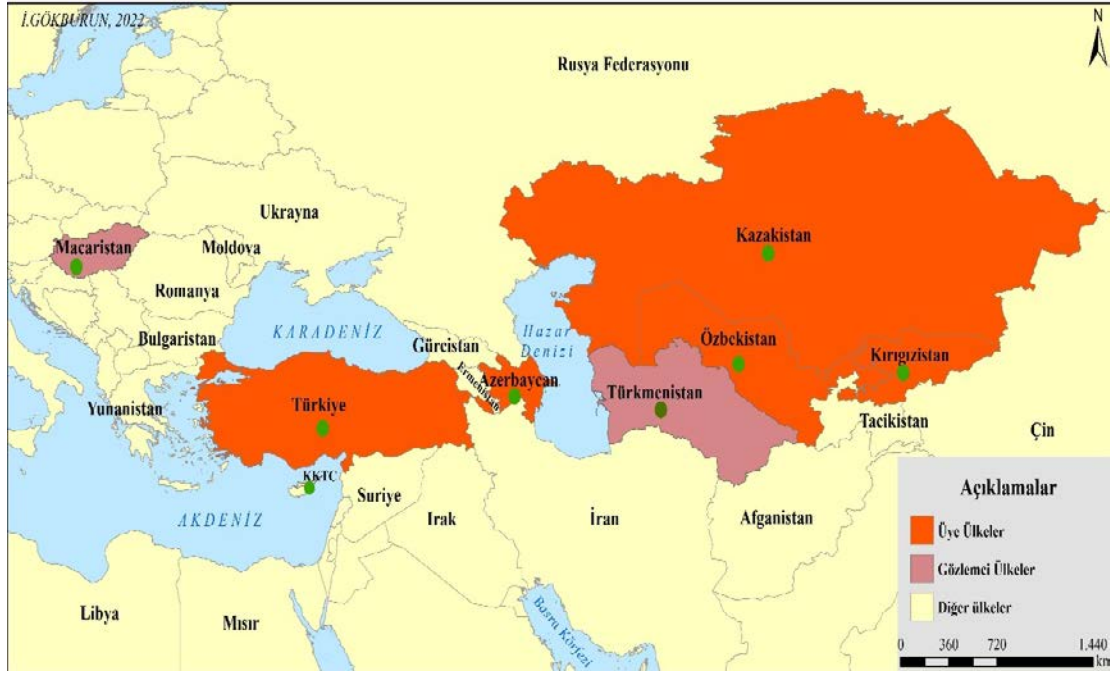 İ.GÖKBURUN, 2022
N
Rusya Federasyonu
Ukrayna
Kazakistan
Macaristan
Moldova
Romanya
KARADENİZ
Hazar
Denizi
Bulgaristan
Gürcistan
Özbekistan
Kırıgızistan
Ermenistan
Azerbaycan
Türkmenistan
Yunanistan
Türkiye
Tacikistan
Çin
KKTC
Suriye
AKDENİZ
Irak
İran
Afganistan
Libya
Mısır
Basra Körfezi
Açıklamalar
Üye Ülkeler
Gözlemci Ülkeler
Diğer ülkeler
0 360 720 1.440
km